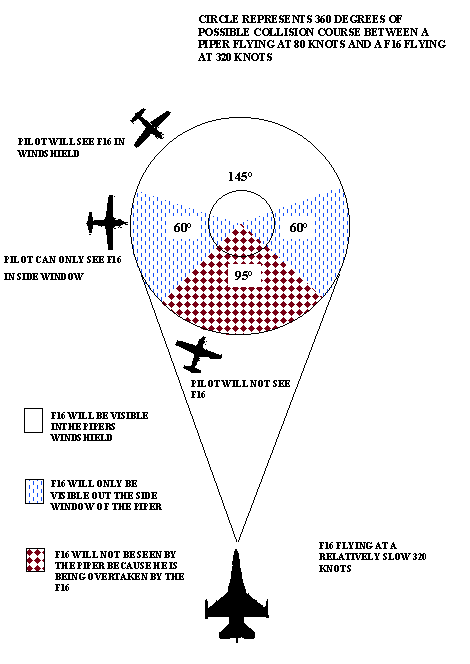 CIRCLE REPRESENTS 360 DEGREES OF
POSSIBLE COLLISION COURSE BETWEEN A
PIPER FLYING AT 80 KNOTS AND A F16 FLYING
AT 320 KNOTS
PILOT WILL SEE F16 IN
WINDSHIELD
145°
60°
60°
PILOT CAN ONLY SEE F16
IN SIDE WINDOW
95°
PILOT WILL NOT SEE
F16
F16 WILL BE VISIBLE
INTHE PIPERS
WINDSHIELD
F16 WILL ONLY BE
VISIBLE OUT THE SIDE
WINDOW OF THE PIPER
F16 WILL NOT BE SEEN BY
THE PIPER BECAUSE HE IS
BEING OVERTAKEN BY THE
F16
F16 FLYING AT A
RELATIVELY SLOW 320
KNOTS